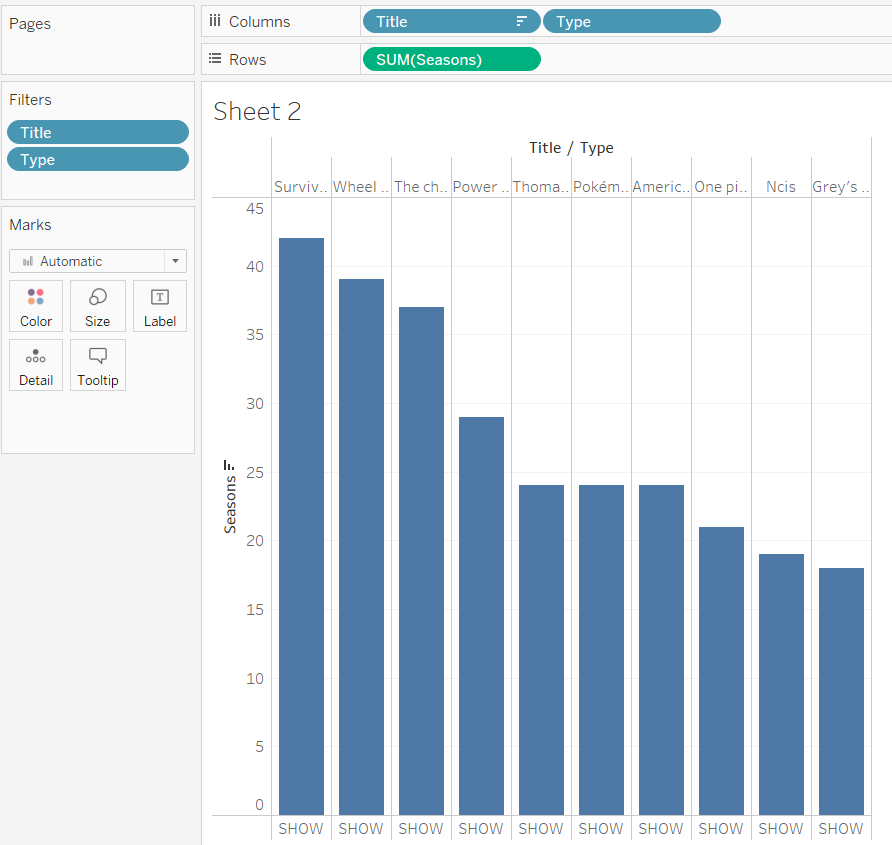 Pages
Columns
Title
Type
Rows
SUM(Seasons)
Filters
Title
Type
Marks
Automatic
Color
Size
Label
Detail
Tooltip
Sheet 2
Title / Type
Surviv.. Wheel .. The ch.. Power .. Thoma.. Pokém.. Americ.. One pi.. Ncis Grey’s ..
45
40
35
30
25
20
15
10
5
0
Seasons
SHOW SHOW SHOW SHOW SHOW SHOW SHOW SHOW SHOW SHOW